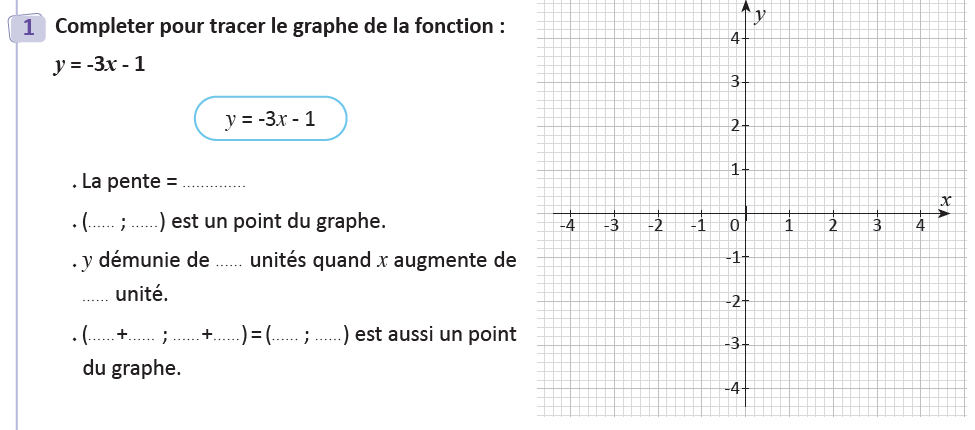 1 Completer pour tracer le graphe de la fonction :
y = -3x - 1
y = -3x - 1
. La pente = ..............
. (...... ; ......) est un point du graphe.
. y démunie de ...... unités quand x augmente de
...... unité.
. (......+...... ; ......+......) = (...... ; ......) est aussi un point
du graphe.
y
4
3
2
1
x
-4 -3 -2 -1 0 1 2 3 4
-1
-2
-3
-4